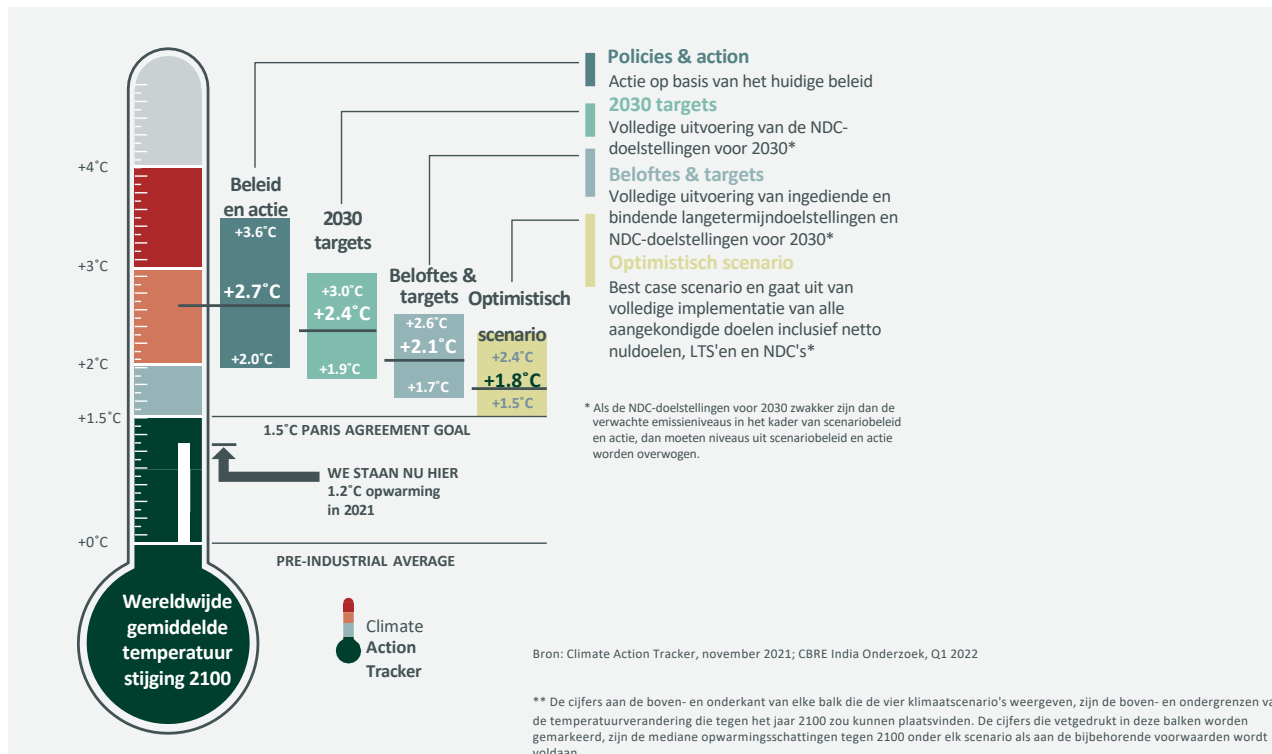 +4˚C
+3˚C
+2˚C
+1.5˚C
+0˚C
Wereldwijde
gemiddelde
temperatuur
stijging 2100
Beleid
en actie
+3.6˚C
+2.7˚C
+2.0˚C
2030
targets
+3.0˚C
+2.4˚C
+1.9˚C
Beloftes &
targets
+2.6˚C
+2.1˚C
+1.7˚C
Optimistisch
scenario
+2.4˚C
+1.8˚C
+1.5˚C
1.5˚C PARIS AGREEMENT GOAL
WE STAAN NU HIER
1.2˚C opwarming
in 2021
PRE-INDUSTRIAL AVERAGE
Climate
Action
Tracker
Policies & action
Actie op basis van het huidige beleid
2030 targets
Volledige uitvoering van de NDC-
doelstellingen voor 2030*
Beloftes & targets
Volledige uitvoering van ingediende en
bindende langetermijndoelstellingen en
NDC-doelstellingen voor 2030*
Optimistisch scenario
Best case scenario en gaat uit van
volledige implementatie van alle
aangekondigde doelen inclusief netto
nuldoelen, LTS'en en NDC's*
* Als de NDC-doelstellingen voor 2030 zwakker zijn dan de
verwachte emissieniveaus in het kader van scenariobeleid
en actie, dan moeten niveaus uit scenariobeleid en actie
worden overwogen.
Bron: Climate Action Tracker, november 2021; CBRE India Onderzoek, Q1 2022
** De cijfers aan de boven- en onderkant van elke balk die de vier klimaatscenario's weergeven, zijn de boven- en ondergrenzen va
de temperatuurverandering die tegen het jaar 2100 zou kunnen plaatsvinden. De cijfers die vetgedrukt in deze balken worden
gemarkeerd, zijn de mediane opwarmingsschattingen tegen 2100 onder elk scenario als aan de bijbehorende voorwaarden wordt
voldaan